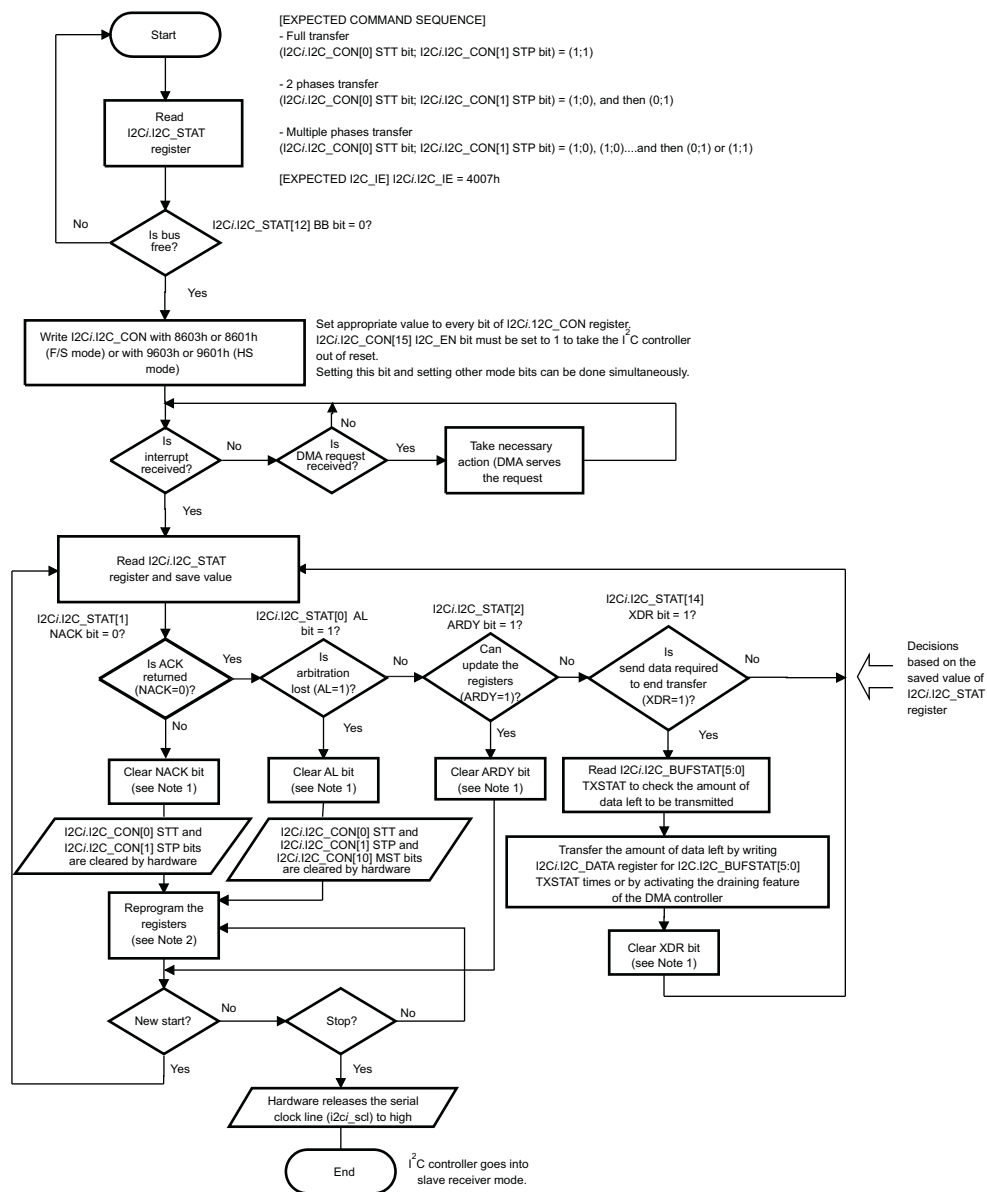 Start
[EXPECTED COMMAND SEQUENCE]
- Full transfer
(I2Ci.I2C_CON[0] STT bit; I2Ci.I2C_CON[1] STP bit) = (1;1)
- 2 phases transfer
(I2Ci.I2C_CON[0] STT bit; I2Ci.I2C_CON[1] STP bit) = (1;0), and then (0;1)
- Multiple phases transfer
(I2Ci.I2C_CON[0] STT bit; I2Ci.I2C_CON[1] STP bit) = (1;0), (1;0)....and then (0;1) or (1;1)
[EXPECTED I2C_IE] I2Ci.I2C_IE = 4007h
Read
I2Ci.I2C_STAT
register
No
I2Ci.I2C_STAT[12] BB bit = 0?
Is bus
free?
Yes
Write I2Ci.I2C_CON with 8603h or 8601h
(F/S mode) or with 9603h or 9601h (HS
mode)
Set appropriate value to every bit of I2Ci.12C_CON register.
I2Ci.I2C_CON[15] I2C_EN bit must be set to 1 to take the I2C controller
out of reset.
Setting this bit and setting other mode bits can be done simultaneously.
Is
interrupt
received?
No
Is
DMA request
received?
No
Yes
Take necessary
action (DMA serves
the request
Yes
Read I2Ci.I2C_STAT
register and save value
I2Ci.I2C_STAT[1]
NACK bit = 0?
I2Ci.I2C_STAT[0] AL
bit = 1?
I2Ci.I2C_STAT[2]
ARDY bit = 1?
I2Ci.I2C_STAT[14]
XDR bit = 1?
Is ACK
returned
(NACK=0)?
Yes
Is
arbitration
lost (AL=1)?
No
Can
update the
registers
(ARDY=1)?
No
Is
send data required
to end transfer
(XDR=1)?
No
Decisions
based on the
saved value of
I2Ci.I2C_STAT
register
No
Yes
Yes
Yes
Clear NACK bit
(see Note 1)
Clear AL bit
(see Note 1)
Clear ARDY bit
(see Note 1)
Read I2Ci.I2C_BUFSTAT[5:0]
TXSTAT to check the amount of
data left to be transmitted
I2Ci.I2C_CON[0] STT and
I2Ci.I2C_CON[1] STP bits
are cleared by hardware
I2Ci.I2C_CON[0] STT and
I2Ci.I2C_CON[1] STP and
I2Ci.I2C_CON[10] MST bits
are cleared by hardware
Transfer the amount of data left by writing
I2Ci.I2C_DATA register for I2C.I2C_BUFSTAT[5:0]
TXSTAT times or by activating the draining feature
of the DMA controller
Reprogram the
registers
(see Note 2)
Clear XDR bit
(see Note 1)
New start?
No
Stop?
No
Yes
Yes
Hardware releases the serial
clock line (i2ci_scl) to high
End
I2C controller goes into
slave receiver mode.